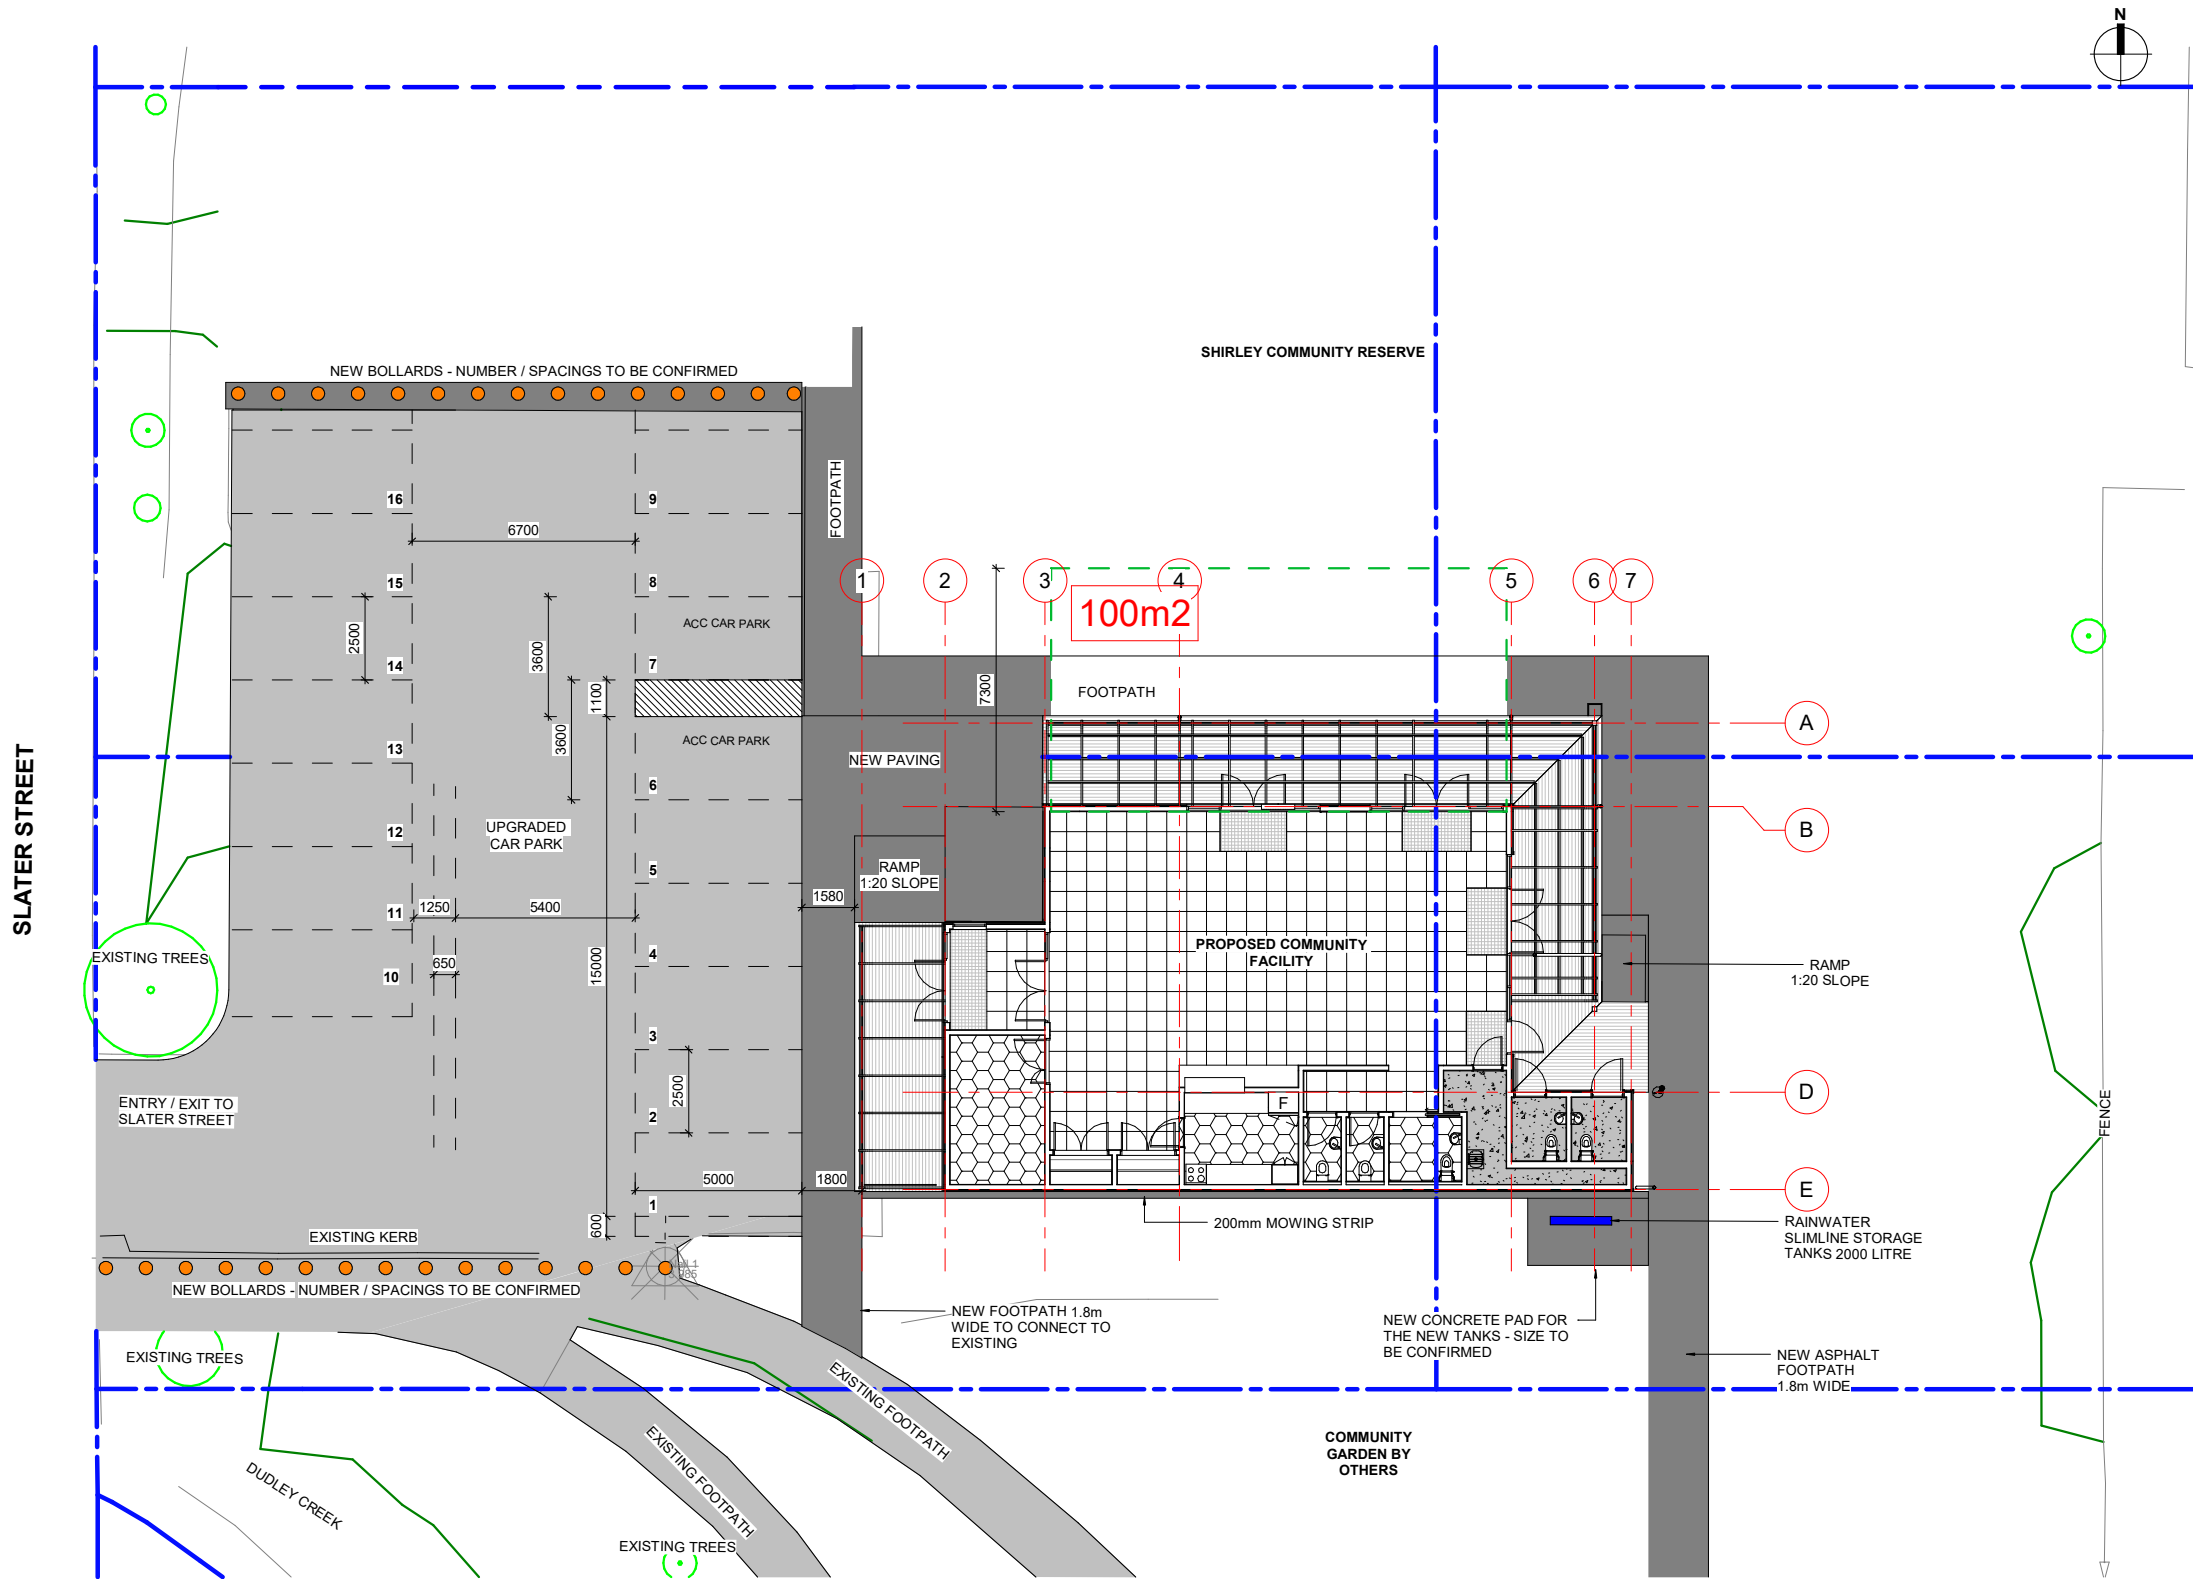 N
SHIRLEY COMMUNITY RESERVE
NEW BOLLARDS - NUMBER / SPACINGS TO BE CONFIRMED
FOOTPATH
16
9
6700
15
8
1
2
3
4
5
6
7
100m2
ACC CAR PARK
2500
3600
14
7
1100
7300
FOOTPATH
A
3600
ACC CAR PARK
13
NEW PAVING
6
SLATER STREET
12
UPGRADED
CAR PARK
B
5
RAMP
1:20 SLOPE
1580
11
1250
5400
EXISTING TREES
650
4
15000
10
PROPOSED COMMUNITY
FACILITY
RAMP
1:20 SLOPE
3
2500
ENTRY / EXIT TO
SLATER STREET
2
F
D
FENCE
5000
1800
1
600
E
200mm MOWING STRIP
EXISTING KERB
RAINWATER
SLIMLINE STORAGE
TANKS 2000 LITRE
NEW BOLLARDS - NUMBER / SPACINGS TO BE CONFIRMED
NEW FOOTPATH 1.8m
WIDE TO CONNECT TO
EXISTING
NEW CONCRETE PAD FOR
THE NEW TANKS - SIZE TO
BE CONFIRMED
NEW ASPHALT
FOOTPATH
1.8m WIDE
EXISTING TREES
EXISTING FOOTPATH
EXISTING FOOTPATH
COMMUNITY
GARDEN BY
OTHERS
DUDLEY CREEK
EXISTING TREES